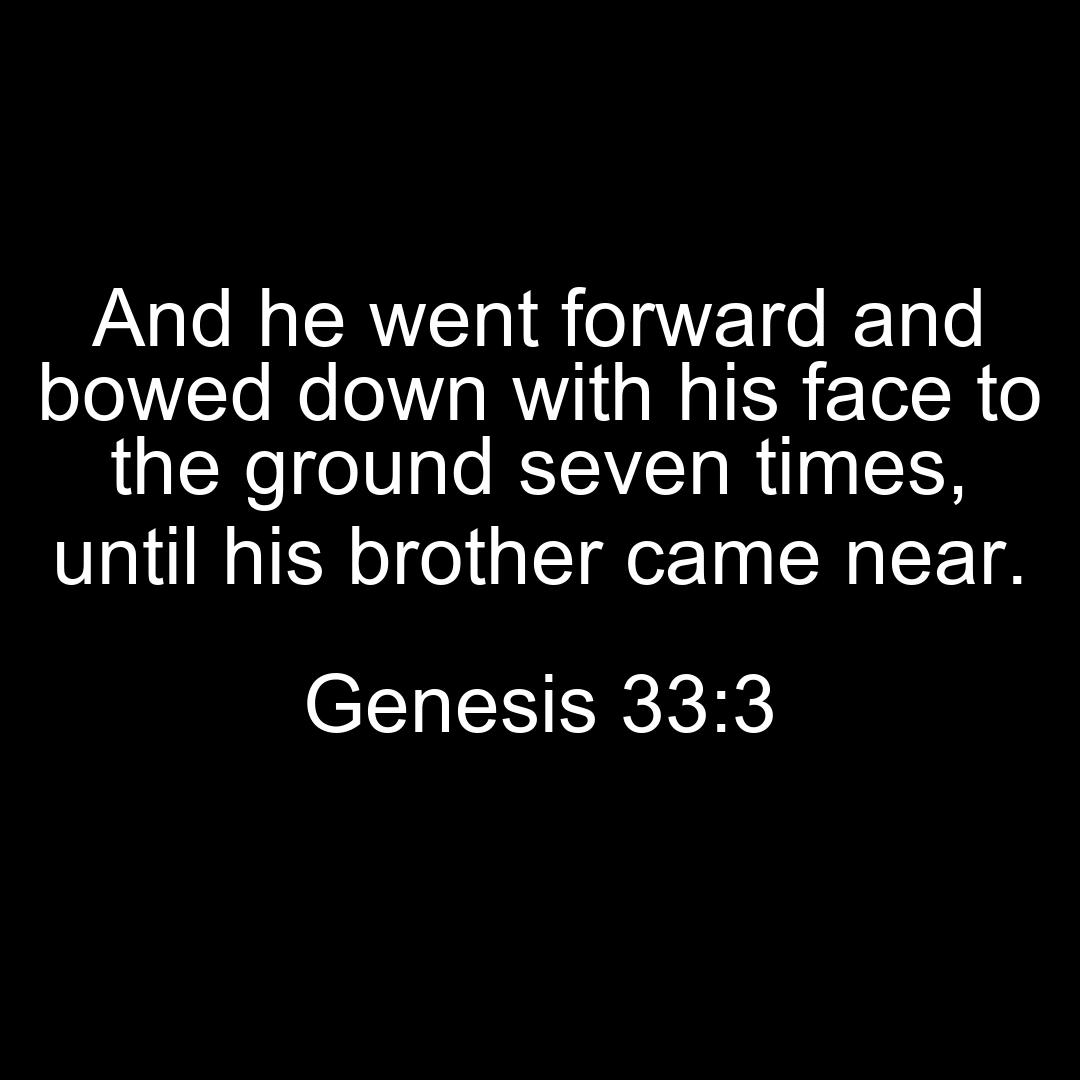 And he went forward and
bowed down with his face to
the ground seven times,
until his brother came near.
Genesis 33:3